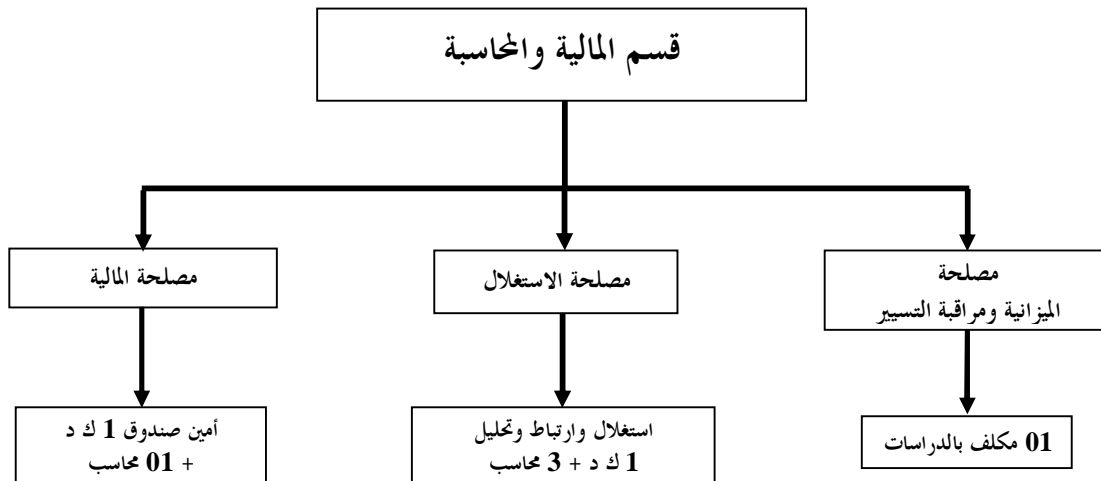 قسم المالية والمحاسبة
مصلحة
الميزانية ومراقبة التسيير
مصلحة الاستغلال
مصلحة المالية
01 مكلف بالدراسات
استغلال وارتباط وتحليل
1 ك د + 3 محاسب
أمين صندوق 1 ك د
+ 01 محاسب